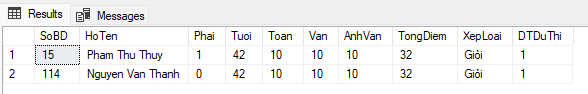 Results Messages
SoBD HoTen Phai Tuoi Toan Van AnhVan TongDiem XepLoai DTDuThi
1 15 Pham Thu Thuy 1 42 10 10 10 32 Giỏi 1
2 114 Nguyen Van Thanh 0 42 10 10 10 32 Giỏi 1